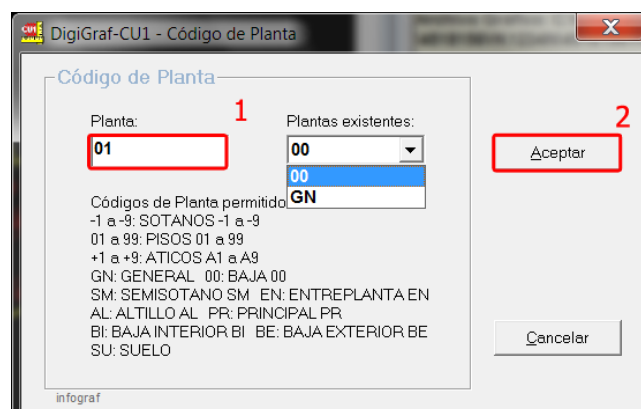 DigiGraf-CU1 - Código de Planta
X
Código de Planta
1
2
Planta:
Plantas existentes:
01
00
Aceptar
00
GN
Códigos de Planta permitido
-1 a -9: SOTANOS -1 a -9
01 a 99: PISOS 01 a 99
+1 a +9: ATICOS A1 a A9
GN: GENERAL 00: BAJA 00
SM: SEMISOTANO SM EN: ENTREPLANTA EN
AL: ALTILLO AL PR: PRINCIPAL PR
BI: BAJA INTERIOR BI BE: BAJA EXTERIOR BE
SU: SUELO
Cancelar
infograf